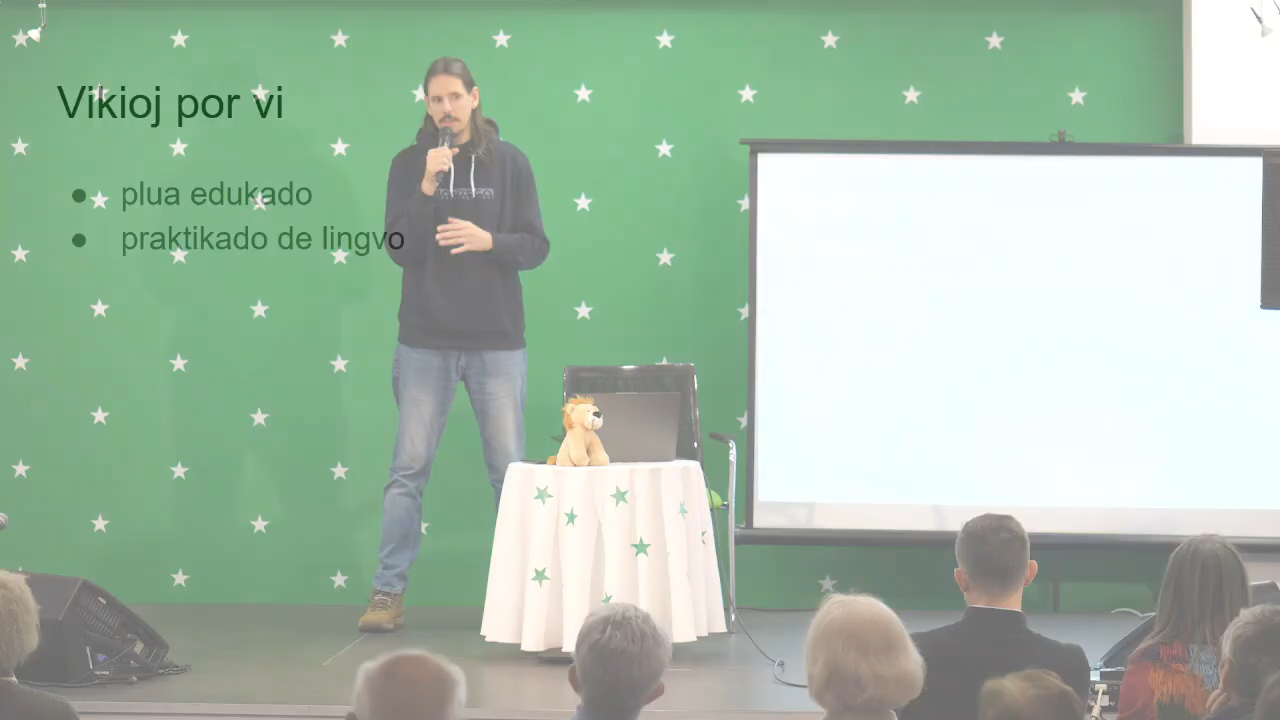 Vikioj por vi
● plua edukado
● praktikado de lingvo